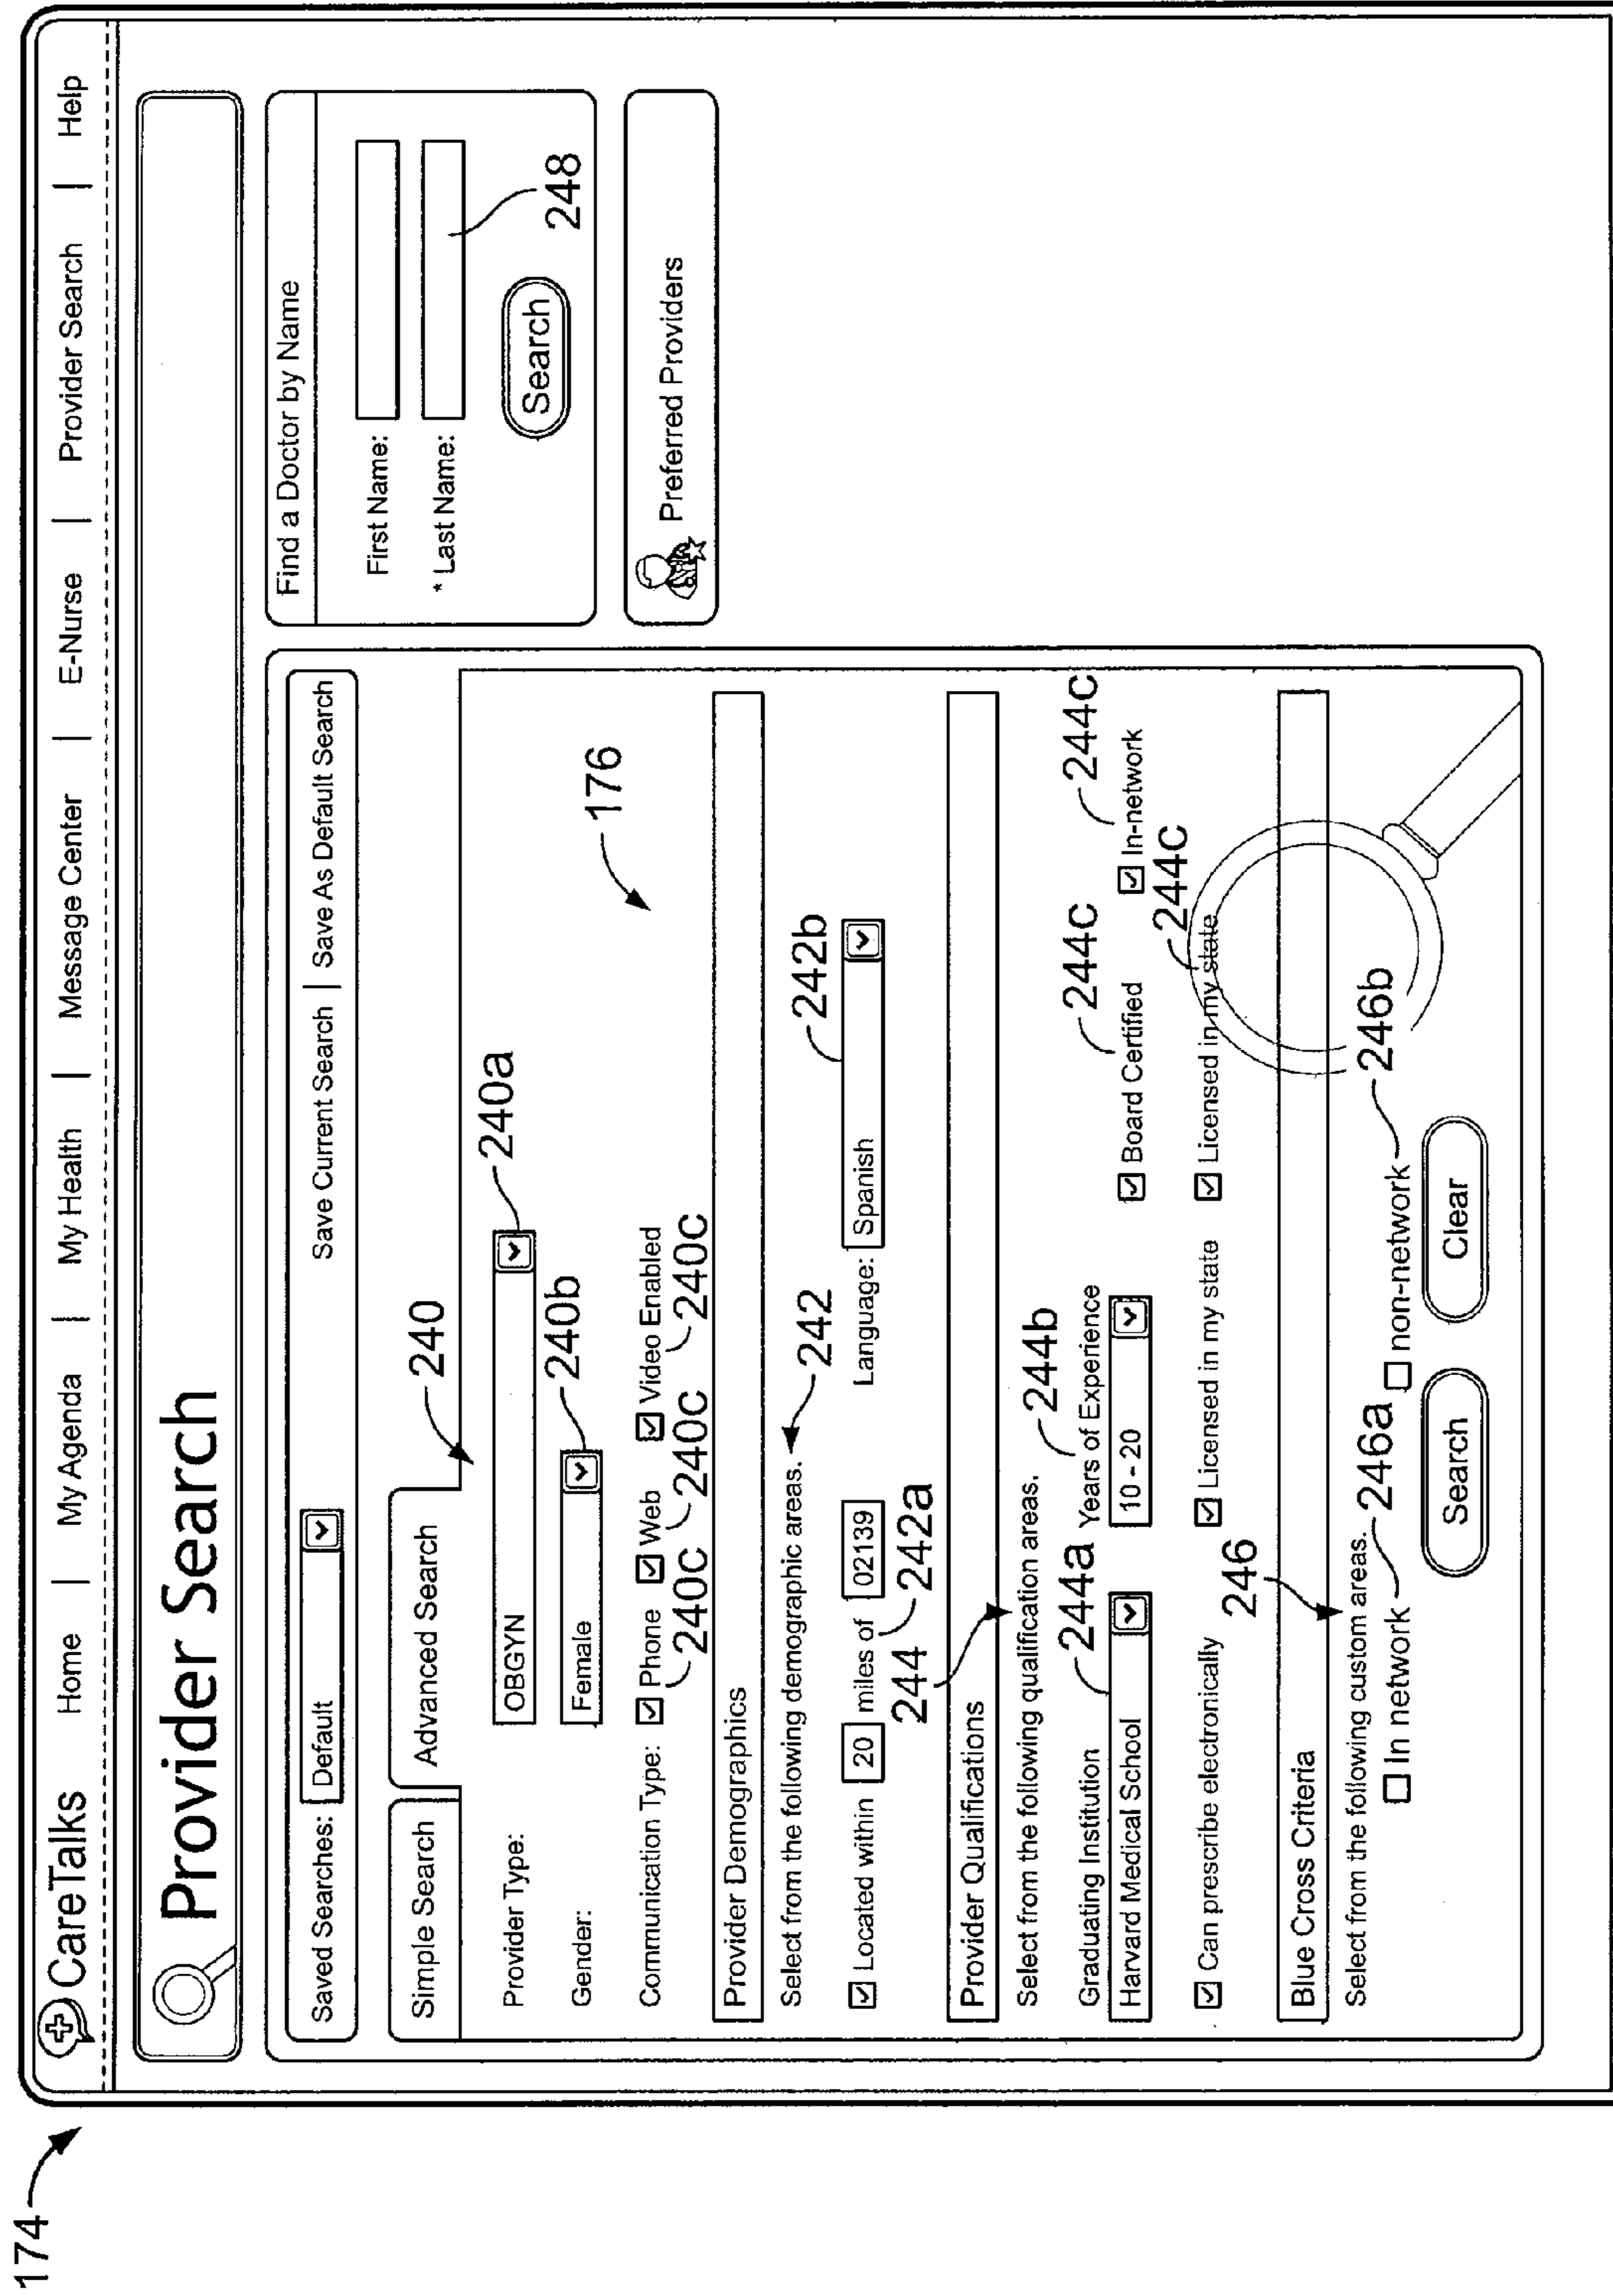 174
CareTalks Home | My Agenda | My Health | Message Center | E-Nurse | Provider Search | Help
Provider Search
Saved Searches: Default Save Current Search | Save As Default Search
Simple Search Advanced Search 240
Provider Type: OBGYN 240a
Gender: Female 240b
176
Communication Type: Phone Web Video Enabled
240c 240c 240c
Provider Demographics
Select from the following demographic areas. 242
242b
Located within 20 miles of 02139 Language: Spanish
244 242a
Provider Qualifications
Select from the following qualification areas. 244b
244a 244c 244c
Graduating Institution Years of Experience
Harvard Medical School 10 - 20 Board Certified In-network
244c
Can prescribe electronically Licensed in my state Licensed in my state
246
Blue Cross Criteria
Select from the following custom areas. 246a 246b
In network non-network
Search Clear
Find a Doctor by Name
First Name:
* Last Name:
248
Search
Preferred Providers